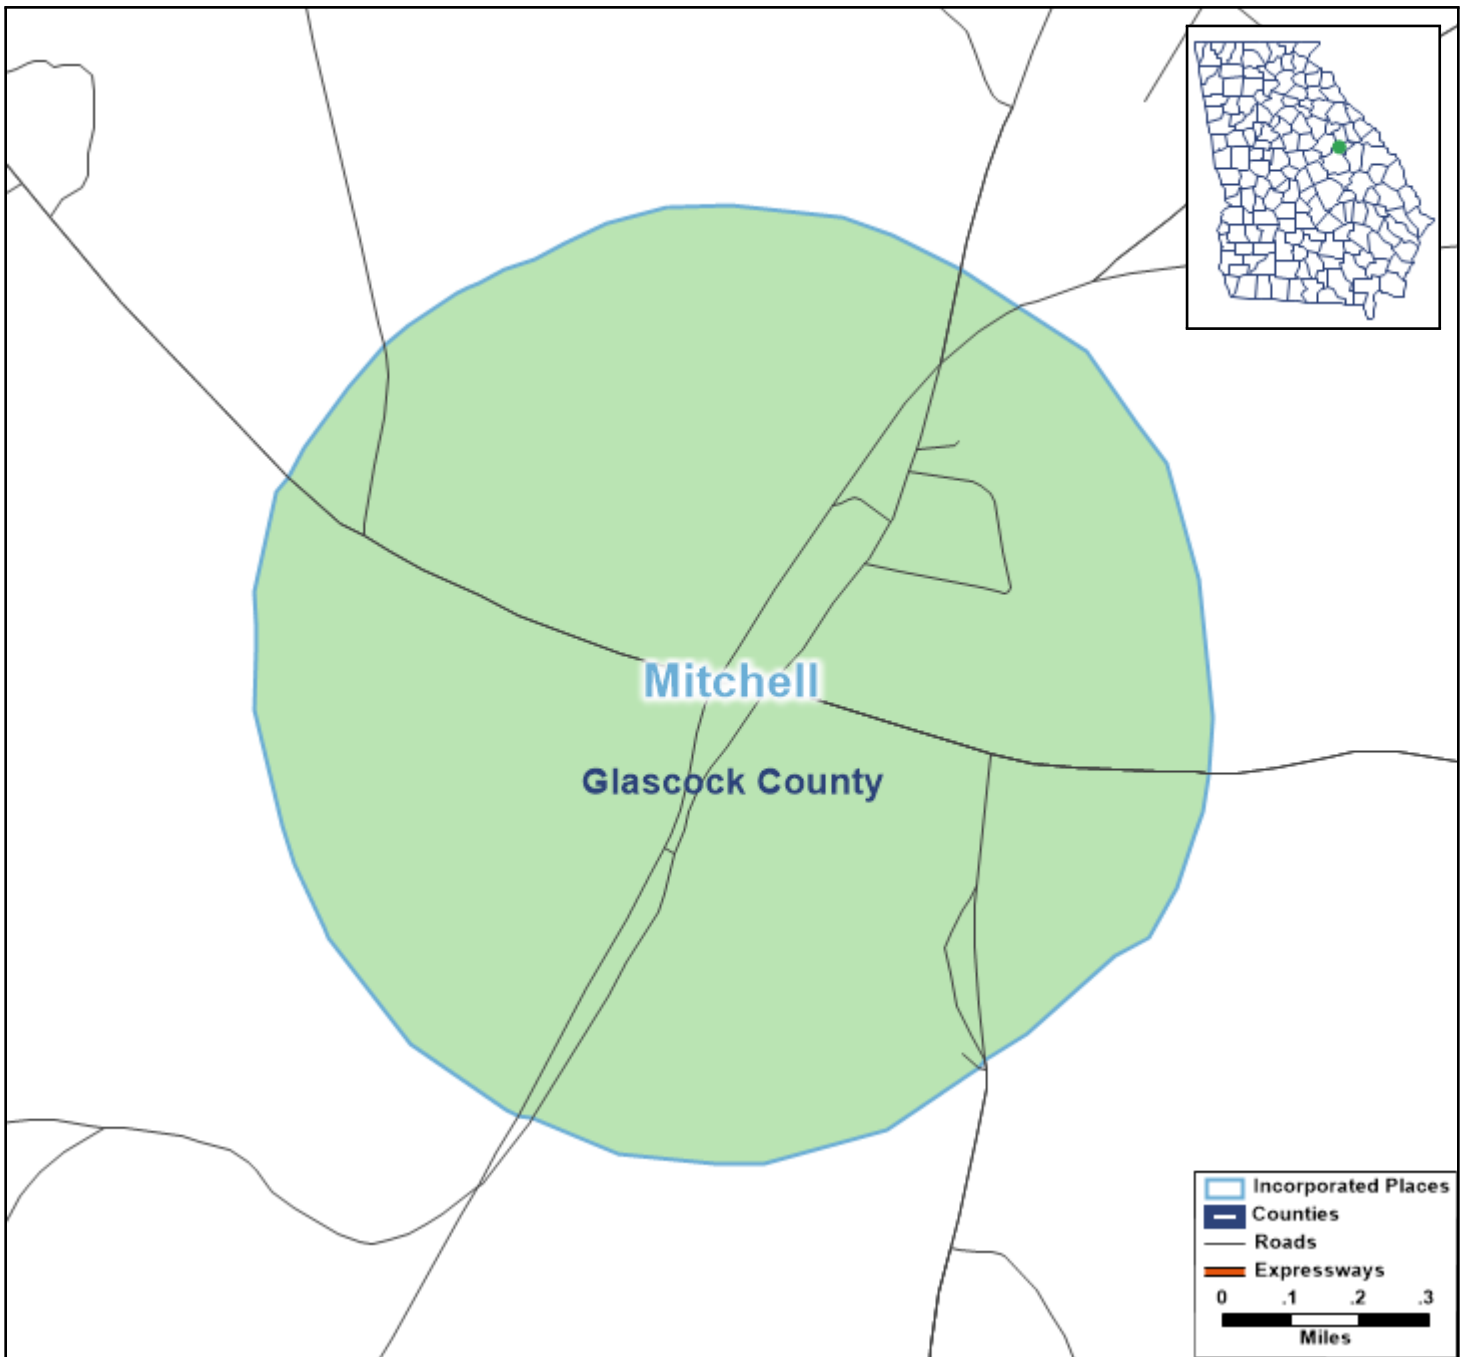 Mitchell
Glascock County
Incorporated Places
Counties
Roads
Expressways
0 .1 .2 .3
Miles